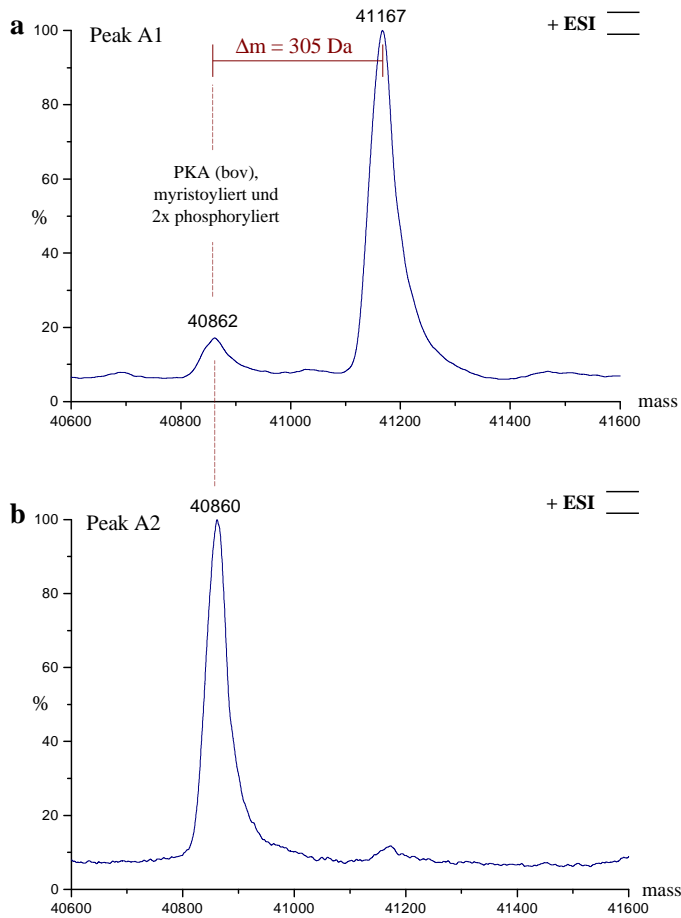 a
Peak A1
41167
+ ESI
Δm = 305 Da
PKA (bov),
myristoyliert und
2x phosphoryliert
40862
%
100
80
60
40
20
0
40600 40800 41000 41200 41400 41600
mass
b
Peak A2
40860
+ ESI
%
100
80
60
40
20
0
40600 40800 41000 41200 41400 41600
mass